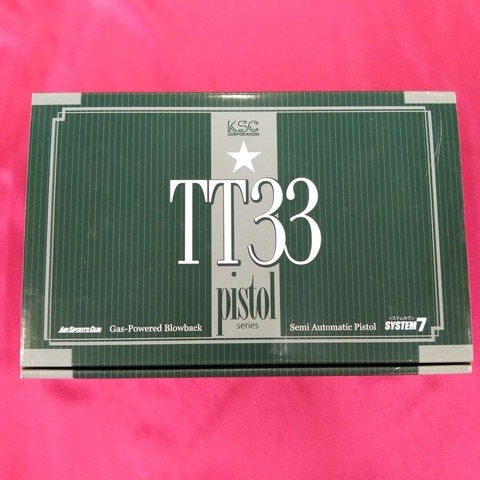 KSC
CORPORATION
TT33
pistol
series
AIR SPORTS GUN
Gas-Powered Blowback
Semi Automatic Pistol
システムセヴン
SYSTEM 7